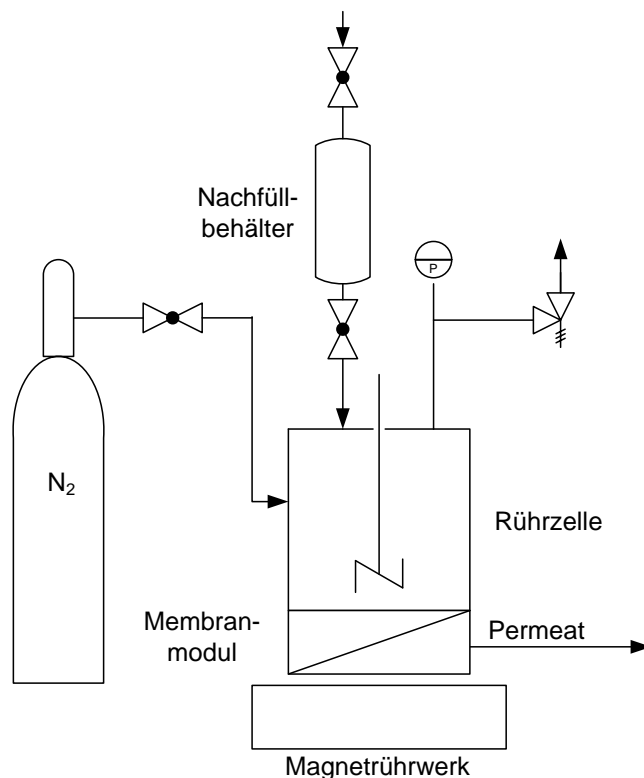 Nachfüll-
behälter
P
N₂
Rührzelle
Membran-
modul
Permeat
Magnetrührwerk